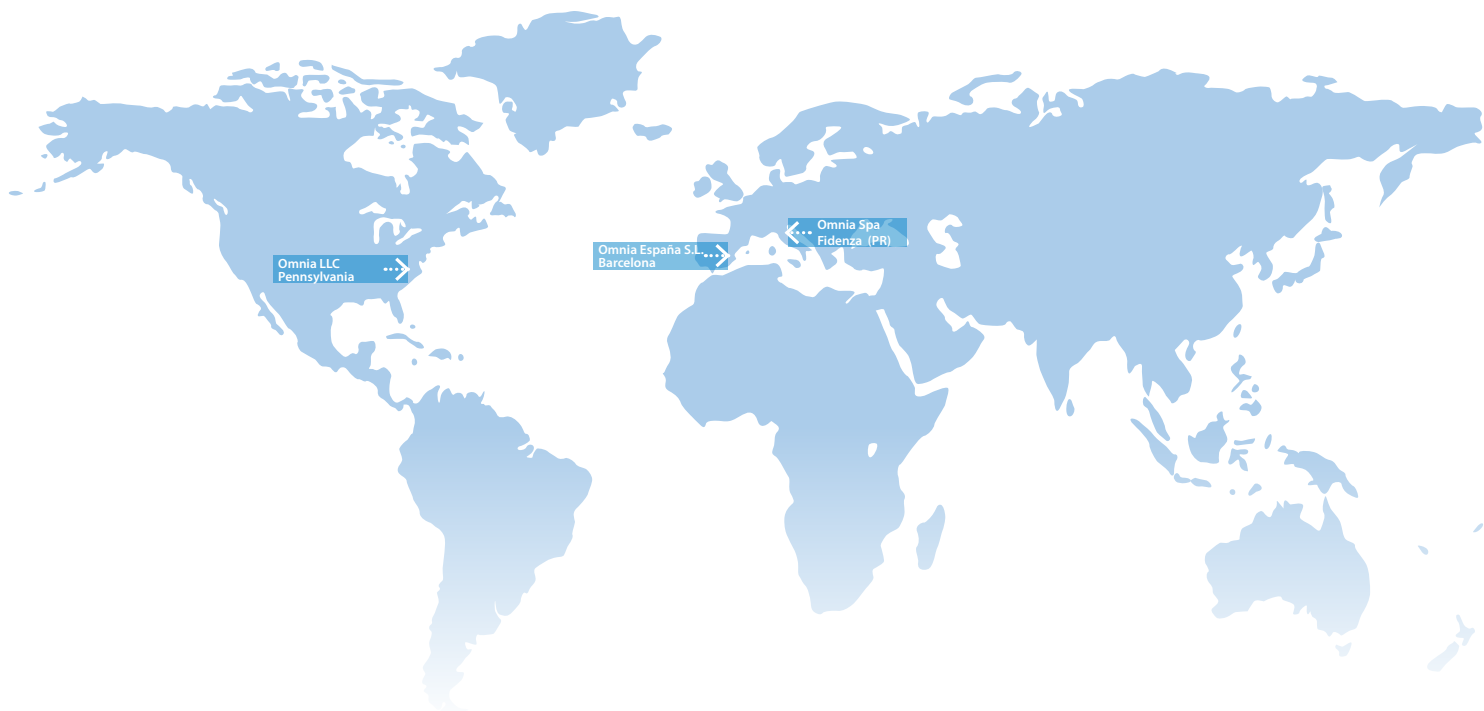 Omnia Spa
Fidenza (PR)
Omnia España S.L.
Barcelona
Omnia LLC
Pennsylvania